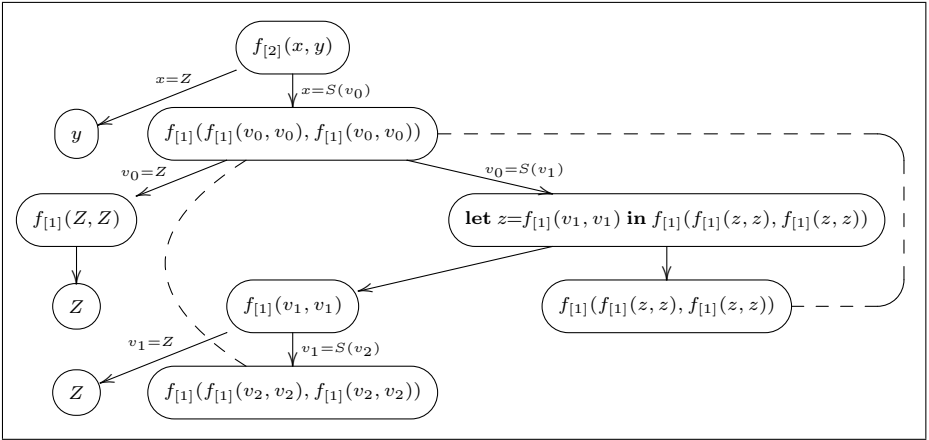 f[2](x, y)
x=Z
x=S(v0)
y
f[1](f[1](v0, v0), f[1](v0, v0))
v0=Z
v0=S(v1)
f[1](Z, Z)
let z=f[1](v1, v1) in f[1](f[1](z, z), f[1](z, z))
Z
f[1](v1, v1)
f[1](f[1](z, z), f[1](z, z))
v1=Z
v1=S(v2)
Z
f[1](f[1](v2, v2), f[1](v2, v2))